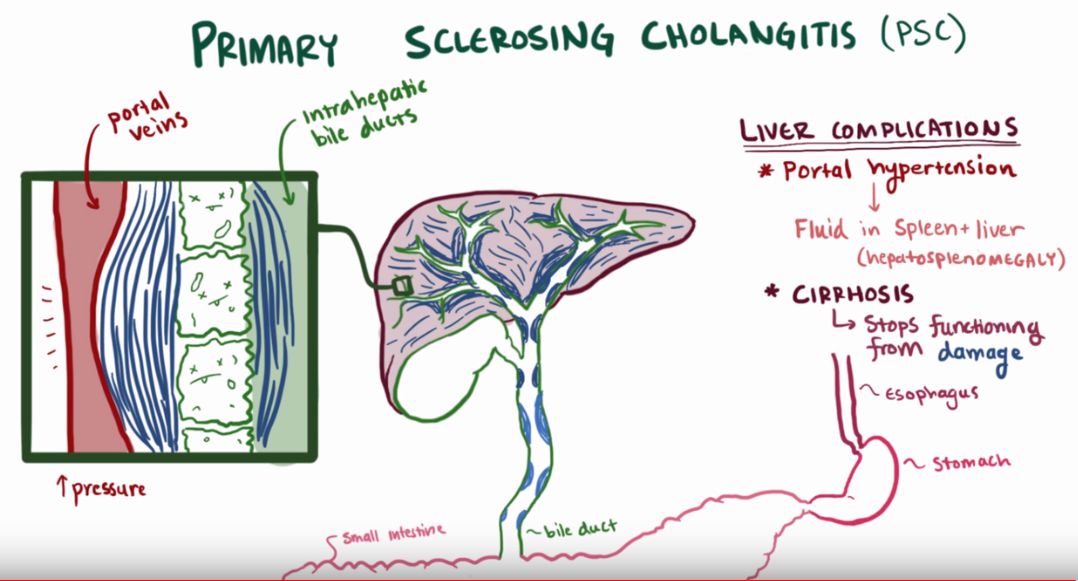 PRIMARY SCLEROSING CHOLANGITIS (PSC)
portal
veins
intrahepatic
bile ducts
↑ pressure
LIVER COMPLICATIONS
* Portal hypertension
↓
Fluid in Spleen + liver
(hepatosplenoMEGALY)
* CIRRHOSIS
↳ Stops functioning
from damage
~ Esophagus
~ Stomach
small intestine
~ bile duct